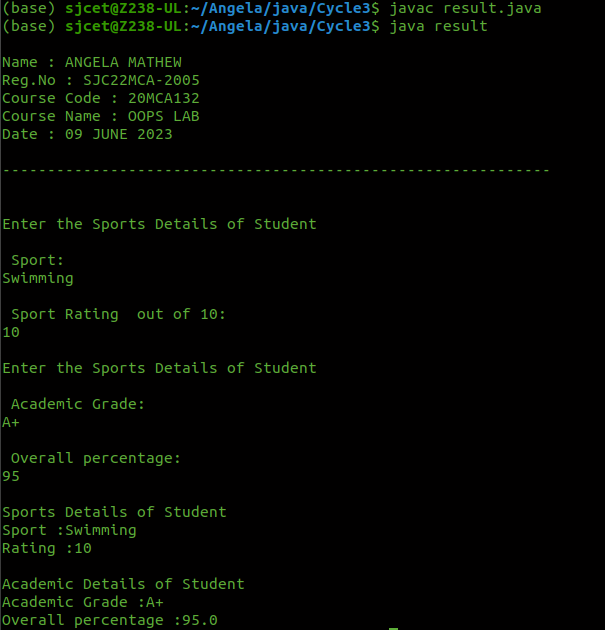 (base) sjcet@Z238-UL:~/Angela/java/Cycle3$ javac result.java
(base) sjcet@Z238-UL:~/Angela/java/Cycle3$ java result
Name : ANGELA MATHEW
Reg.No : SJC22MCA-2005
Course Code : 20MCA132
Course Name : OOPS LAB
Date : 09 JUNE 2023
-------------------------------------------------------------
Enter the Sports Details of Student
Sport:
Swimming
Sport Rating  out of 10:
10
Enter the Sports Details of Student
Academic Grade:
A+
Overall percentage:
95
Sports Details of Student
Sport :Swimming
Rating :10
Academic Details of Student
Academic Grade :A+
Overall percentage :95.0